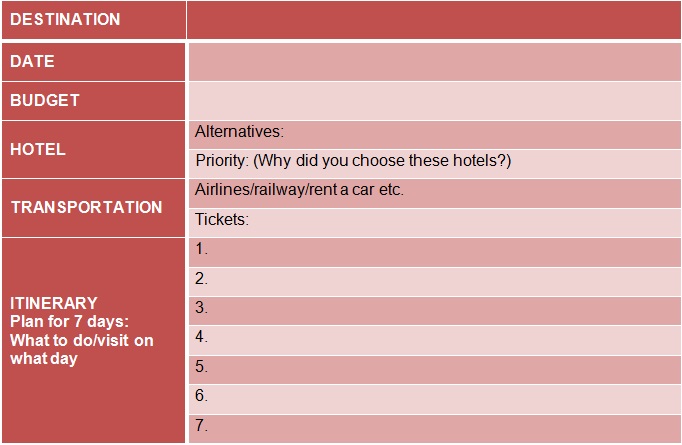 DESTINATION
DATE
BUDGET
HOTEL
Alternatives:
Priority: (Why did you choose these hotels?)
TRANSPORTATION
Airlines/railway/rent a car etc.
Tickets:
ITINERARY
Plan for 7 days:
What to do/visit on
what day
1.
2.
3.
4.
5.
6.
7.